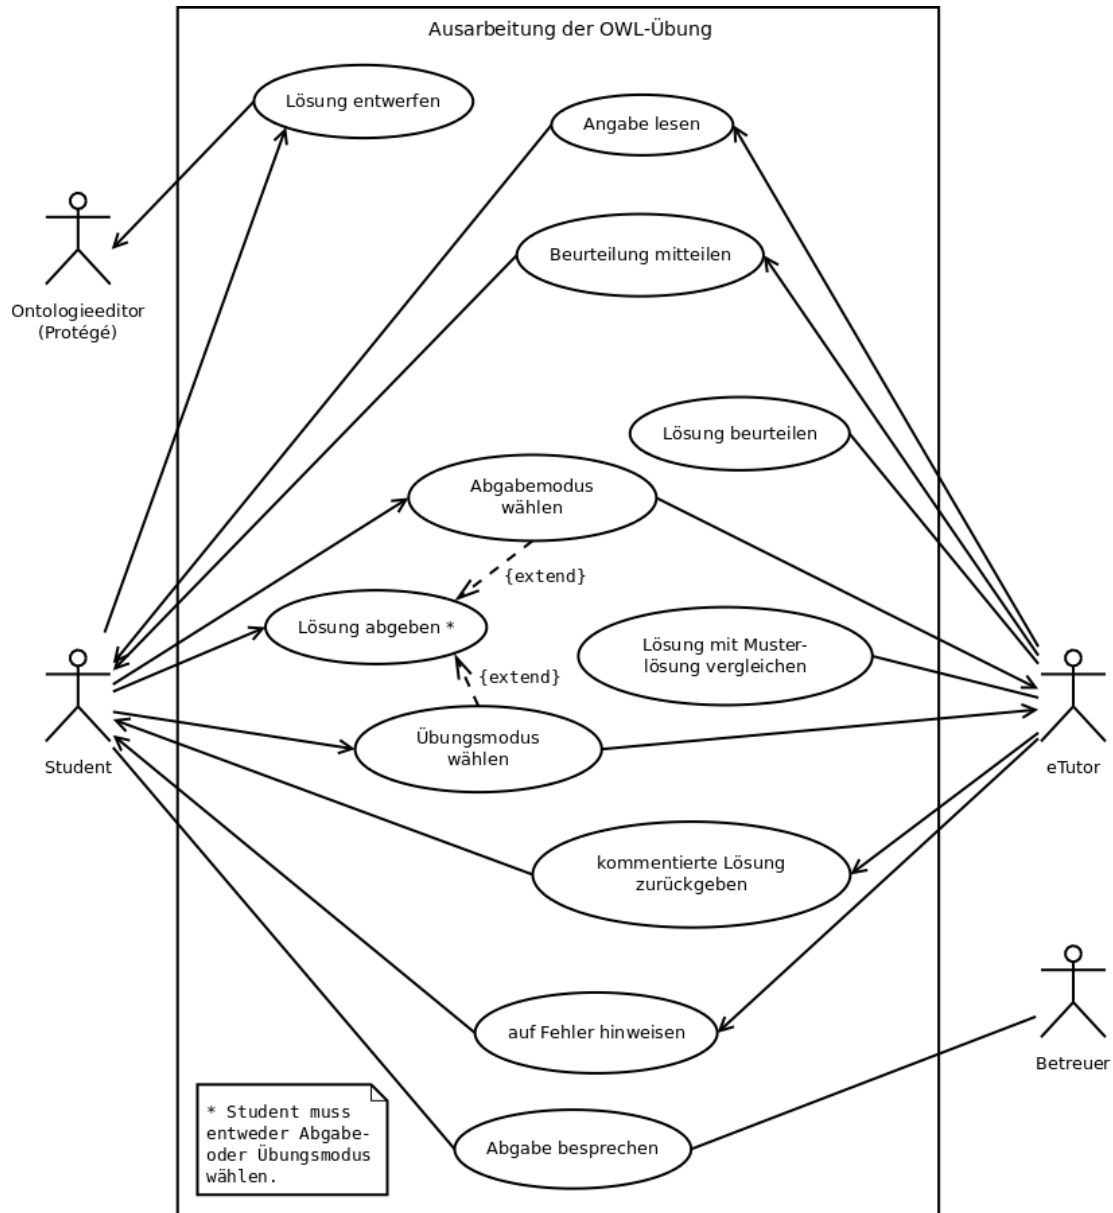 Ausarbeitung der OWL-Übung
Lösung entwerfen
Angabe lesen
Beurteilung mitteilen
Ontologieeditor
(Protégé)
Lösung beurteilen
Abgabemodus
wählen
{extend}
Lösung abgeben *
Lösung mit Muster-
lösung vergleichen
{extend}
Übungsmodus
wählen
Student
eTutor
kommentierte Lösung
zurückgeben
auf Fehler hinweisen
Betreuer
* Student muss
entweder Abgabe-
oder Übungsmodus
wählen.
Abgabe besprechen